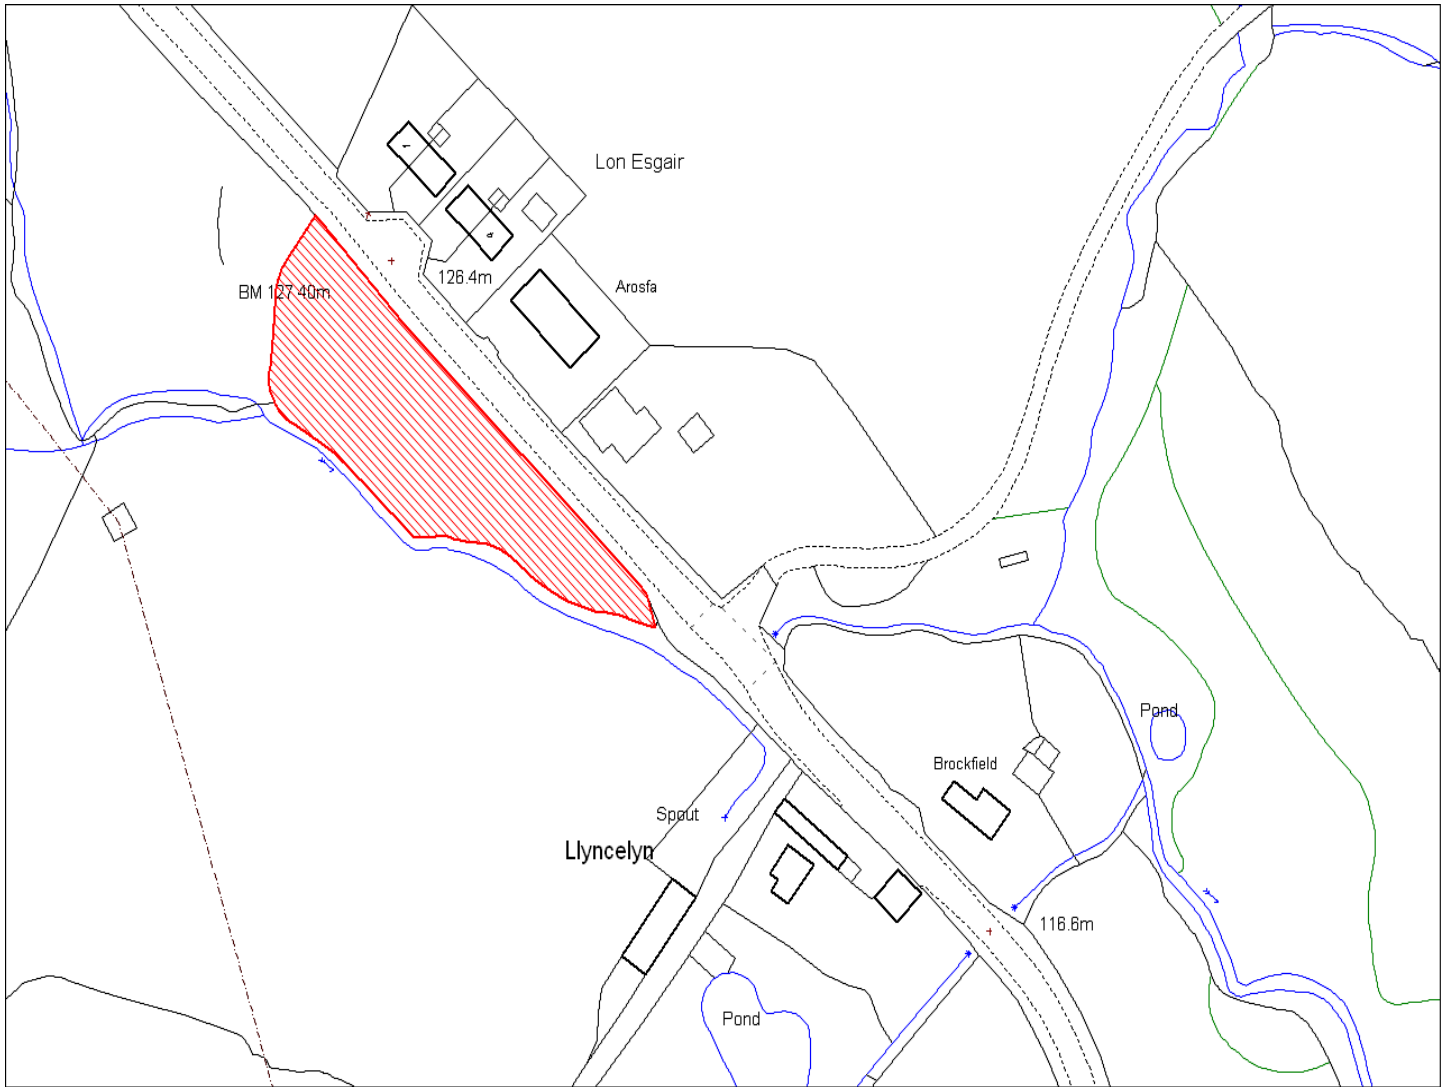 Lon Esgair
126.4m
Arosfa
BM 127.40m
Pond
Brockfield
Spout
Llyncelyn
116.6m
Pond